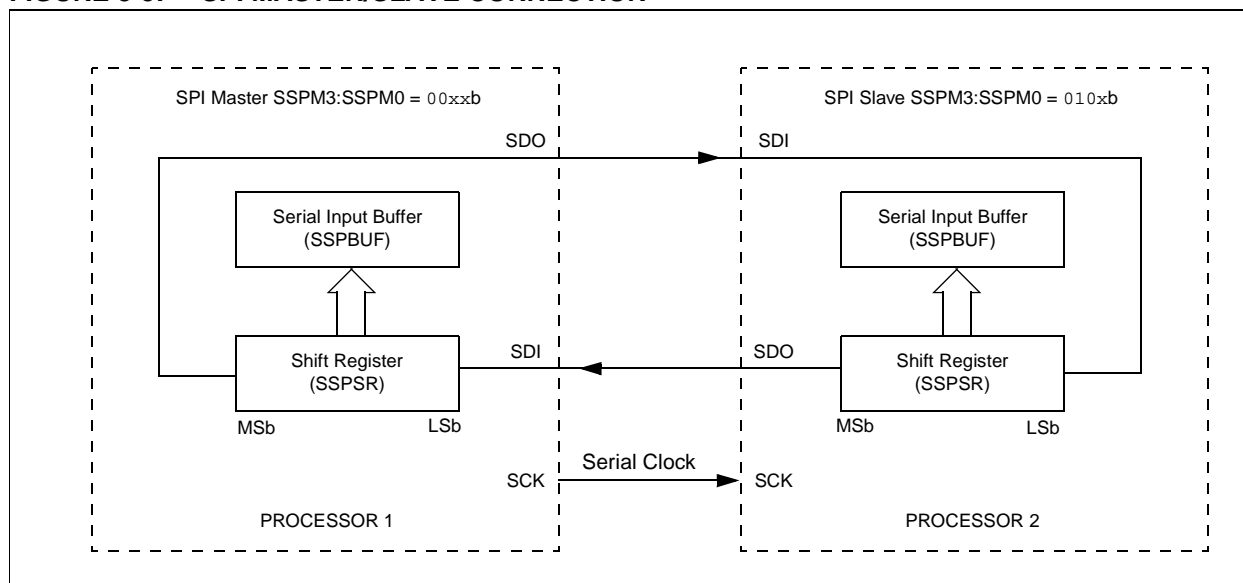 SPI Master SSPM3:SSPM0 = 00xxb
SDO
Serial Input Buffer
(SSPBUF)
Shift Register
(SSPSR)
MSb
LSb
SDI
SCK
PROCESSOR 1
Serial Clock
SPI Slave SSPM3:SSPM0 = 010xb
SDI
Serial Input Buffer
(SSPBUF)
SDO
Shift Register
(SSPSR)
MSb
LSb
SCK
PROCESSOR 2